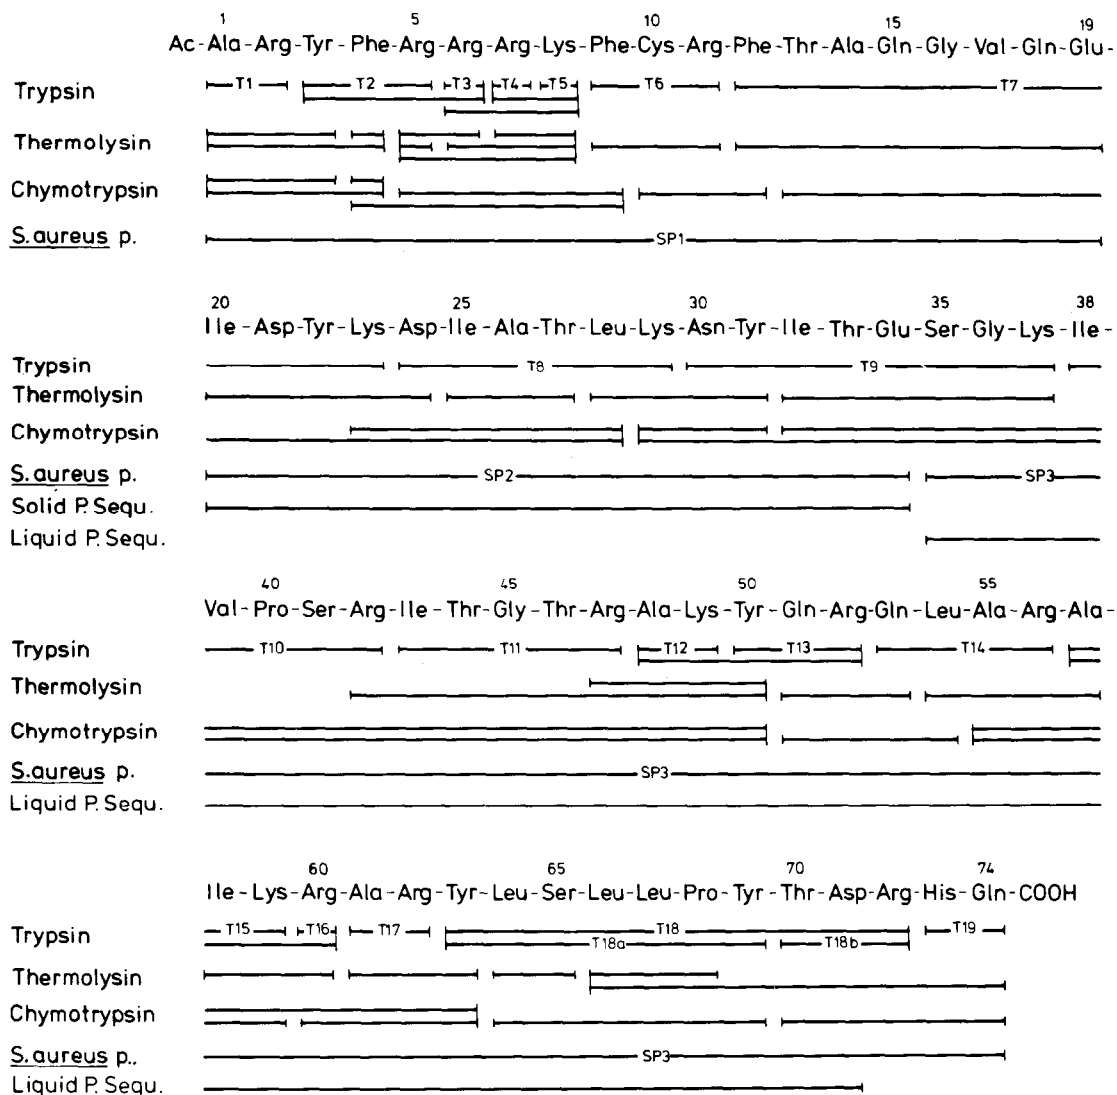 1 5 10 15 19
Ac-Ala-Arg-Tyr-Phe-Arg-Arg-Arg-Lys-Phe-Cys-Arg-Phe-Thr-Ala-Gln-Gly-Val-Gln-Glu-
Trypsin T1 T2 T3 T4 T5 T6 T7
Thermolysin
Chymotrypsin
S.aureus p. SP1
20 25 30 35 38
Ile-Asp-Tyr-Lys-Asp-Ile-Ala-Thr-Leu-Lys-Asn-Tyr-Ile-Thr-Glu-Ser-Gly-Lys-Ile-
Trypsin T8 T9
Thermolysin
Chymotrypsin
S.aureus p. SP2 SP3
Solid P.Sequ.
Liquid P.Sequ.
40 45 50 55
Val-Pro-Ser-Arg-Ile-Thr-Gly-Thr-Arg-Ala-Lys-Tyr-Gln-Arg-Gln-Leu-Ala-Arg-Ala-
Trypsin T10 T11 T12 T13 T14
Thermolysin
Chymotrypsin
S.aureus p. SP3
Liquid P.Sequ.
60 65 70 74
Ile-Lys-Arg-Ala-Arg-Tyr-Leu-Ser-Leu-Leu-Pro-Tyr-Thr-Asp-Arg-His-Gln-COOH
Trypsin T15 T16 T17 T18 T19
T18a T18b
Thermolysin
Chymotrypsin
S.aureus p.. SP3
Liquid P.Sequ.